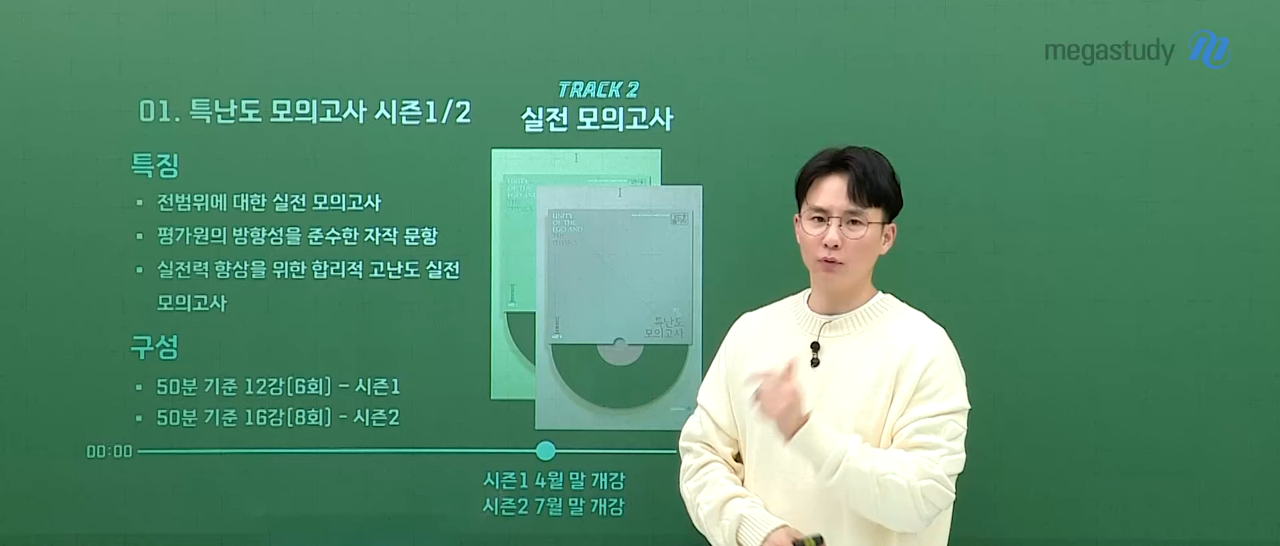 megastudy
TRACK 2
01. 특난도 모의고사 시즌1/2
실전 모의고사
특징
▪ 전범위에 대한 실전 모의고사
▪ 평가원의 방향성을 준수한 자작 문항
▪ 실전력 향상을 위한 합리적 고난도 실전
모의고사
UNITY
OF THE
EGO AND
THE
특난도
모의고사
구성
▪ 50분 기준 12강(6회) - 시즌1
▪ 50분 기준 16강(8회) - 시즌2
00:00
시즌1 4월 말 개강
시즌2 7월 말 개강